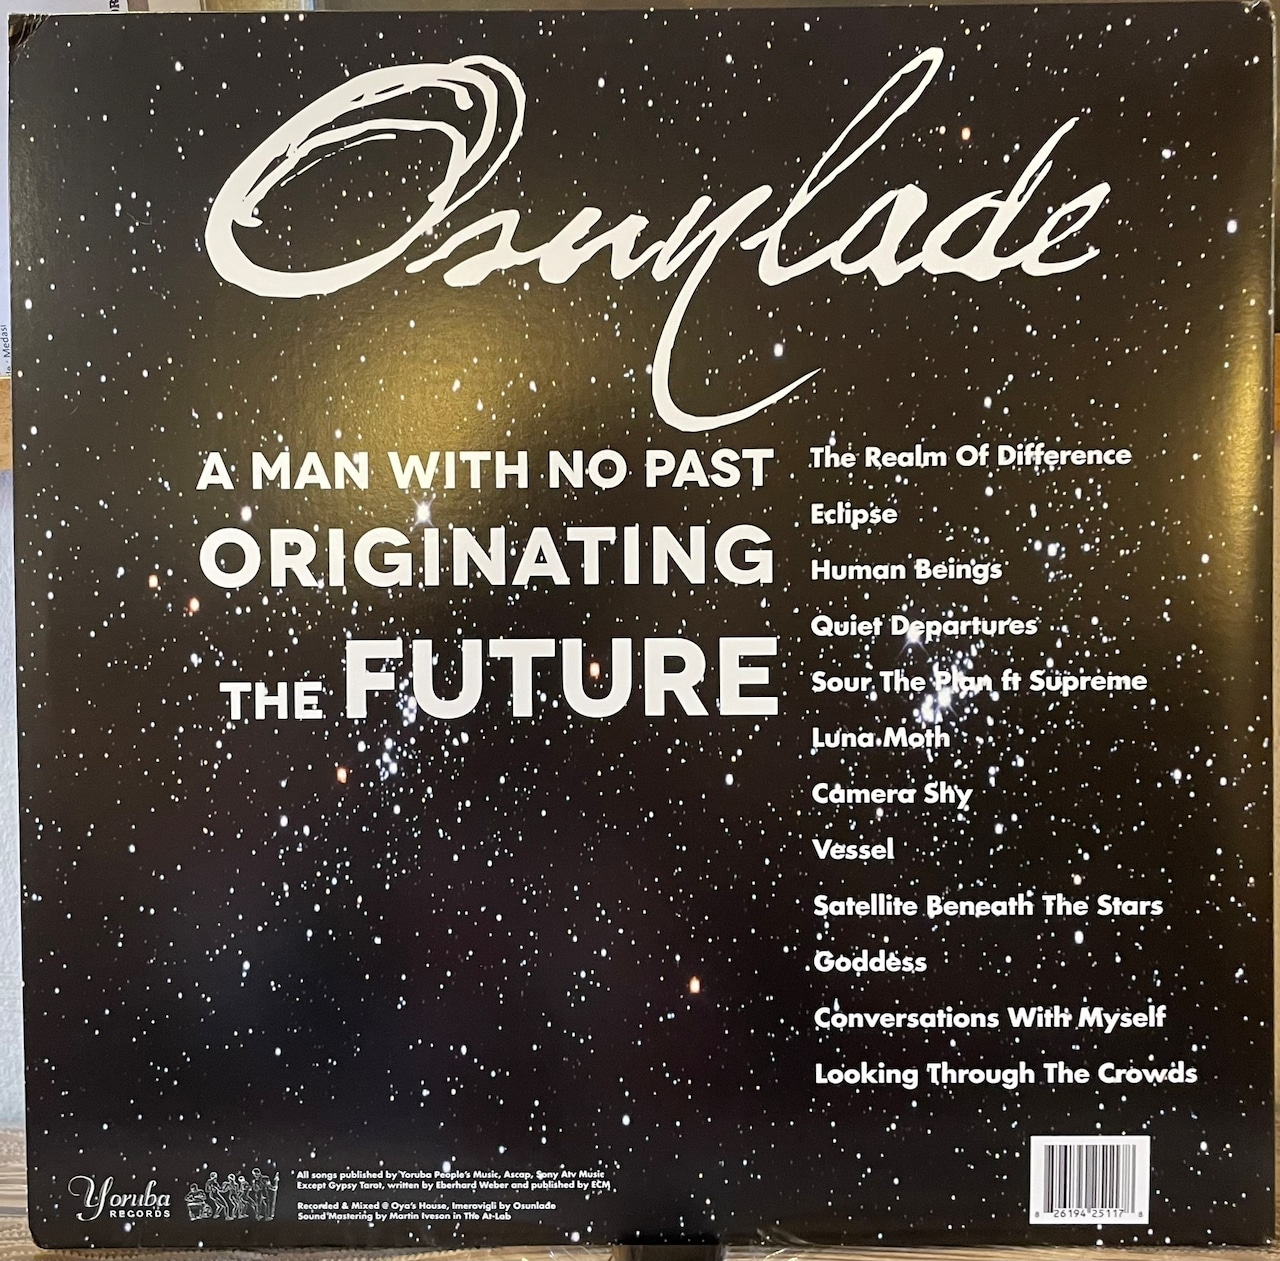 Osunlade
A MAN WITH NO PAST
ORIGINATING
THE FUTURE
The Realm Of Difference
Eclipse
Human Beings
Quiet Departures
Sour The Plan ft Supreme
Luna Moth
Camera Shy
Vessel
Satellite Beneath The Stars
Goddess
Conversations With Myself
Looking Through The Crowds
Yoruba
RECORDS
All songs published by Yoruba People's Music, Ascap, Sony Atv Music
Except Gypsy Tarot, written by Eberhard Weber and published by ECM
Recorded & Mixed @ Oya's House, Imerovigli by Osunlade
Sound Mastering by Martin Iveson in The At-Lab
8 26194 25117 8